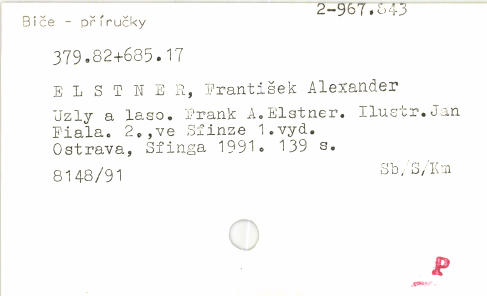 2-967.843
Biče - příručky
379.82+685.17
E L S T N E R, František Alexander
Uzly a laso. Frank A.Elstner. Ilustr.Jan
Fiala. 2.,ve Sfinze 1.vyd.
Ostrava, Sfinga 1991. 139 s.
8148/91
Sb/S/Km
P